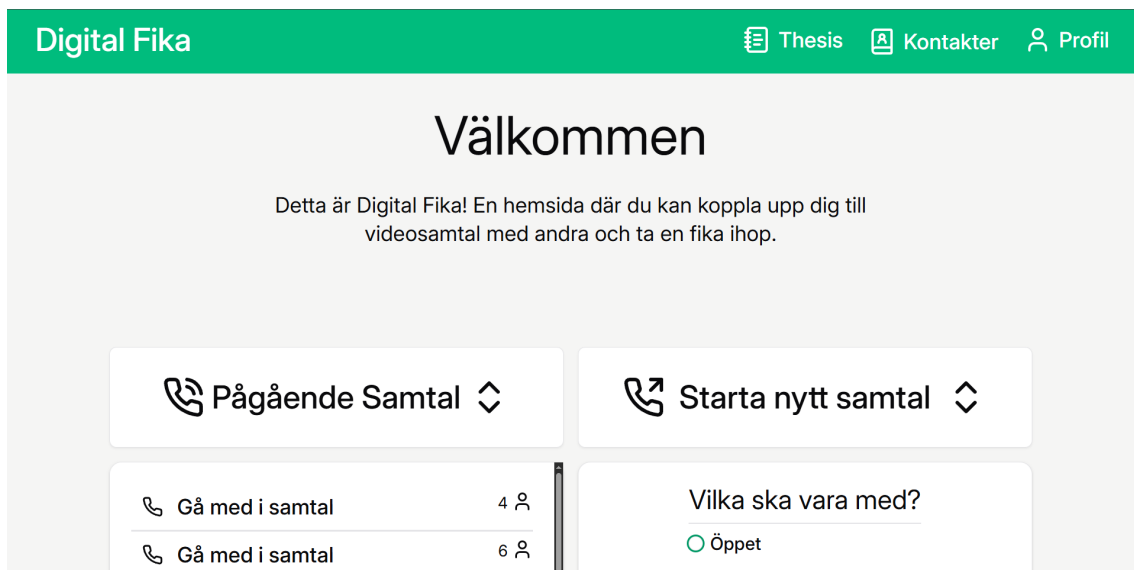 Digital Fika
Thesis
Kontakter
Profil
Välkommen
Detta är Digital Fika! En hemsida där du kan koppla upp dig till
videosamtal med andra och ta en fika ihop.
Pågående Samtal
Starta nytt samtal
Gå med i samtal 4
Gå med i samtal 6
Vilka ska vara med?
Öppet